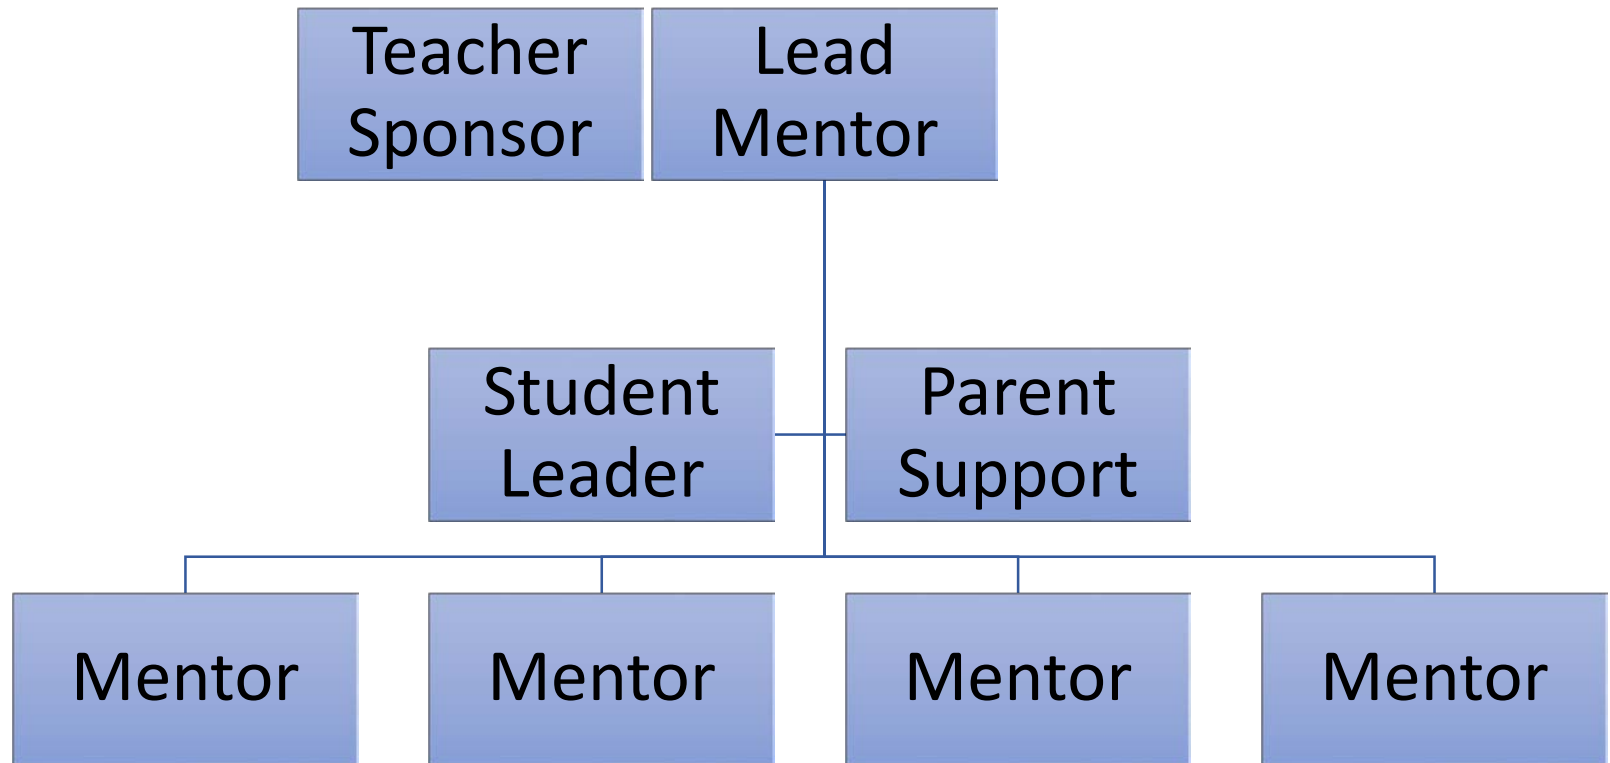 Teacher
Sponsor
Lead
Mentor
Student
Leader
Parent
Support
Mentor
Mentor
Mentor
Mentor